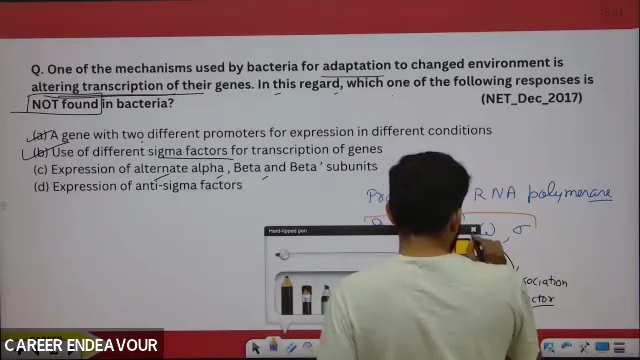 Q. One of the mechanisms used by bacteria for adaptation to changed environment is
altering transcription of their genes. In this regard, which one of the following responses is
NOT found in bacteria? (NET_Dec_2017)
(a) A gene with two different promoters for expression in different conditions
(b) Use of different sigma factors for transcription of genes
(c) Expression of alternate alpha , Beta and Beta' subunits
(d) Expression of anti-sigma factors
RNA polymerase
ω, σ
Hard-tipped pen
CAREER ENDEAVOUR